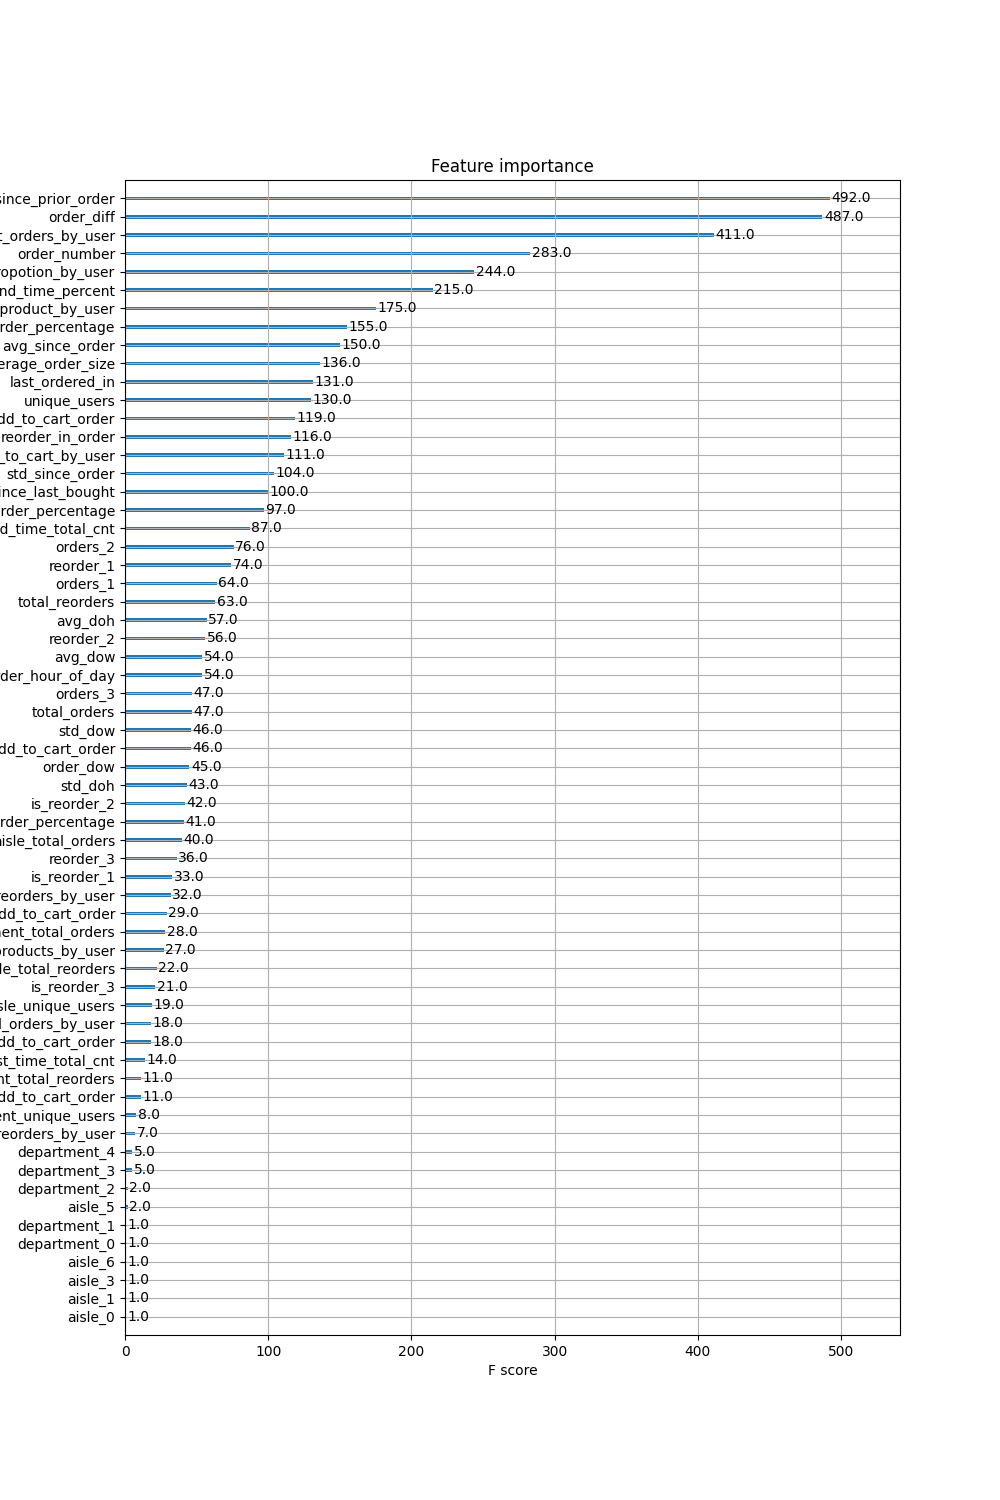 Feature importance
since_prior_order 492.0
order_diff 487.0
t_orders_by_user 411.0
order_number 283.0
ropotion_by_user 244.0
nd_time_percent 215.0
product_by_user 175.0
rder_percentage 155.0
avg_since_order 150.0
erage_order_size 136.0
last_ordered_in 131.0
unique_users 130.0
dd_to_cart_order 119.0
reorder_in_order 116.0
_to_cart_by_user 111.0
std_since_order 104.0
ince_last_bought 100.0
rder_percentage 97.0
d_time_total_cnt 87.0
orders_2 76.0
reorder_1 74.0
orders_1 64.0
total_reorders 63.0
avg_doh 57.0
reorder_2 56.0
avg_dow 54.0
rder_hour_of_day 54.0
orders_3 47.0
total_orders 47.0
std_dow 46.0
dd_to_cart_order 46.0
order_dow 45.0
std_doh 43.0
is_reorder_2 42.0
rder_percentage 41.0
aisle_total_orders 40.0
reorder_3 36.0
is_reorder_1 33.0
reorders_by_user 32.0
dd_to_cart_order 29.0
ment_total_orders 28.0
products_by_user 27.0
le_total_reorders 22.0
is_reorder_3 21.0
sle_unique_users 19.0
l_orders_by_user 18.0
dd_to_cart_order 18.0
st_time_total_cnt 14.0
nt_total_reorders 11.0
dd_to_cart_order 11.0
ent_unique_users 8.0
reorders_by_user 7.0
department_4 5.0
department_3 5.0
department_2 2.0
aisle_5 2.0
department_1 1.0
department_0 1.0
aisle_6 1.0
aisle_3 1.0
aisle_1 1.0
aisle_0 1.0
0 100 200 300 400 500
F score